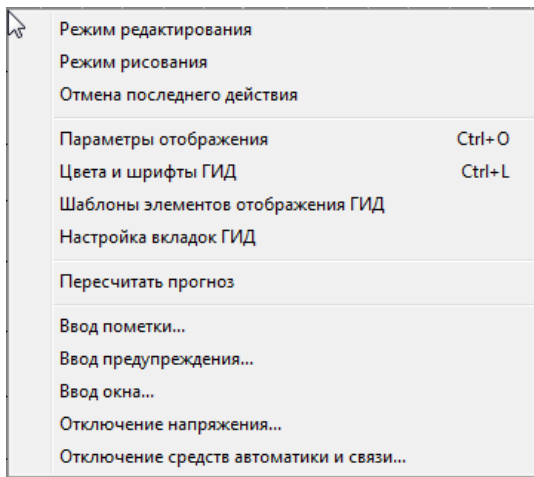 Режим редактирования
Режим рисования
Отмена последнего действия
Параметры отображения Ctrl+O
Цвета и шрифты ГИД Ctrl+L
Шаблоны элементов отображения ГИД
Настройка вкладок ГИД
Пересчитать прогноз
Ввод пометки...
Ввод предупреждения...
Ввод окна...
Отключение напряжения...
Отключение средств автоматики и связи...